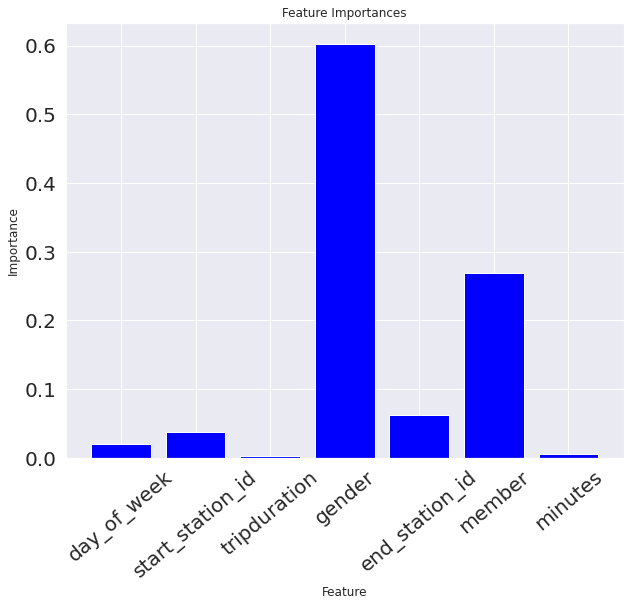 Feature Importances
Importance
0.6
0.5
0.4
0.3
0.2
0.1
0.0
day_of_week
start_station_id
tripduration
gender
end_station_id
member
minutes
Feature